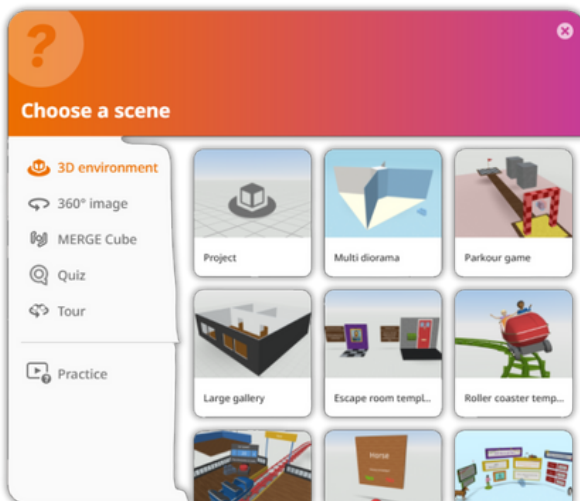 ?
Choose a scene
3D environment
360° image
MERGE Cube
Quiz
Tour
Practice
Project
Multi diorama
Parkour game
Large gallery
Escape room templ...
Roller coaster temp...
Horse